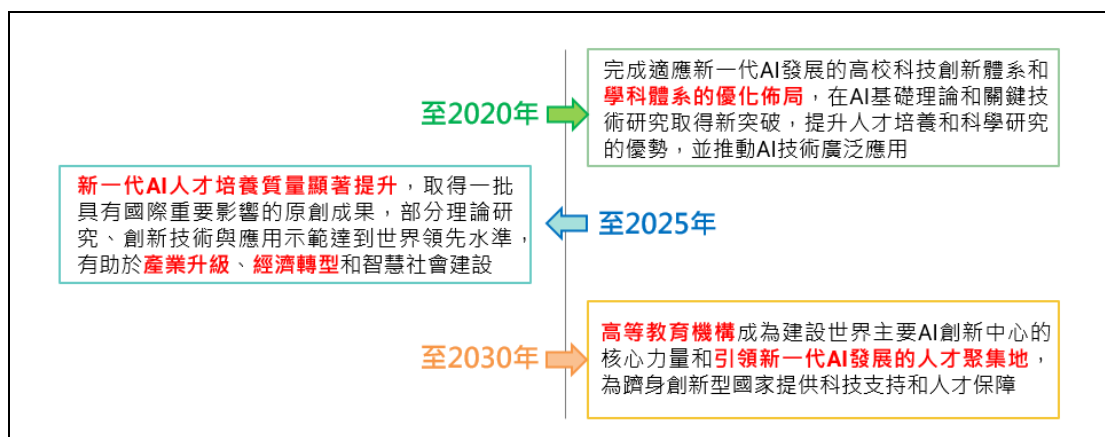 至2020年
完成適應新一代AI發展的高校科技創新體系和
學科體系的優化佈局，在AI基礎理論和關鍵技
術研究取得新突破，提升人才培養和科學研究
的優勢，並推動AI技術廣泛應用
新一代AI人才培養質量顯著提升，取得一批
具有國際重要影響的原創成果，部分理論研
究、創新技術與應用示範達到世界領先水準，
有助於產業升級、經濟轉型和智慧社會建設
至2025年
至2030年
高等教育機構成為建設世界主要AI創新中心的
核心力量和引領新一代AI發展的人才聚集地，
為躋身創新型國家提供科技支持和人才保障